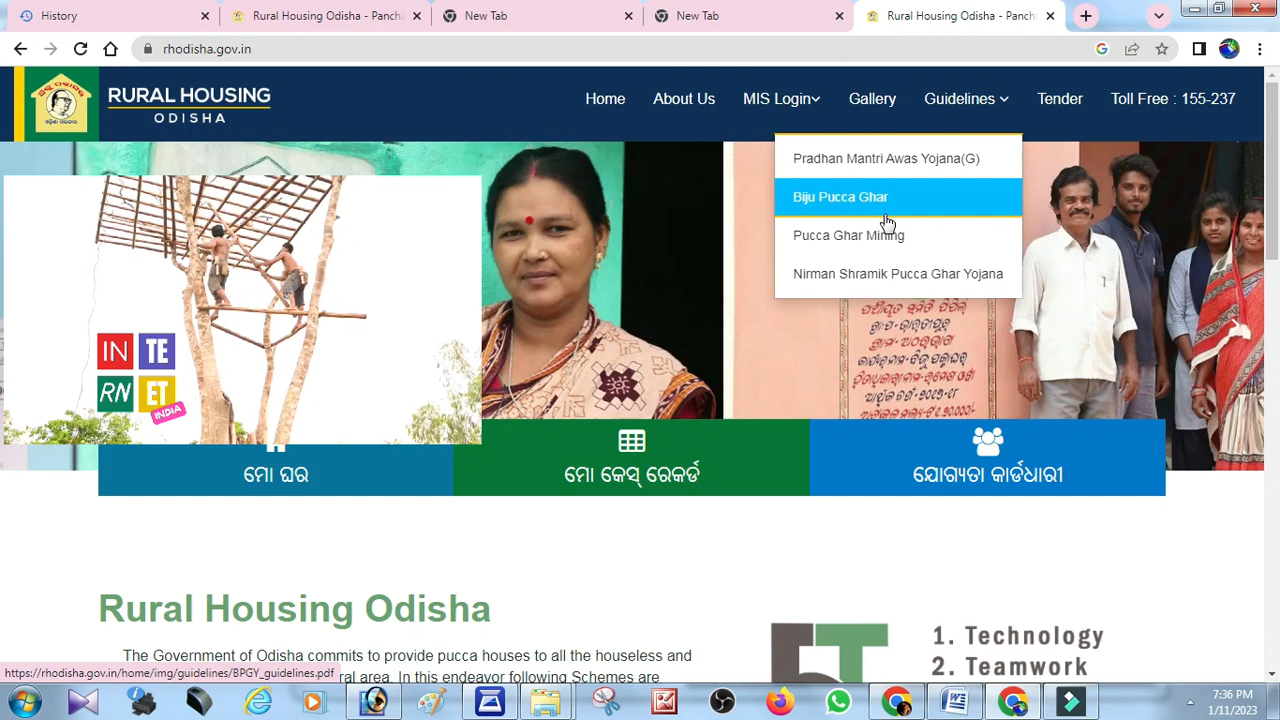 History
Rural Housing Odisha - Pancha
New Tab
New Tab
Rural Housing Odisha - Pancha
rhodisha.gov.in
RURAL HOUSING
ODISHA
Home
About Us
MIS Login
Gallery
Guidelines
Tender
Toll Free : 155-237
Pradhan Mantri Awas Yojana(G)
Biju Pucca Ghar
Pucca Ghar Mining
Nirman Shramik Pucca Ghar Yojana
IN TE
RN ET
INDIA
ମୋ ଘର
ମୋ କେସ୍ ରେକର୍ଡ
ଯୋଗ୍ୟତା କାର୍ଡଧାରୀ
Rural Housing Odisha
The Government of Odisha commits to provide pucca houses to all the houseless and
ral area. In this endeavor following Schemes are
1. Technology
2. Teamwork
https://rhodisha.gov.in/home/img/guidelines/BPGY_guidelines.pdf
7:36 PM
1/11/2023